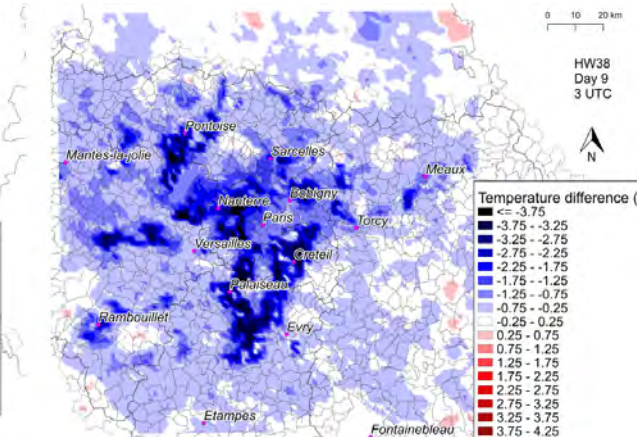 0 10 20 km
HW38
Day 9
3 UTC
N
Pontoise
Mantes-la-jolie
Sarcelles
Meaux
Nanterre
Bobigny
Paris
Torcy
Versailles
Creteil
Palaiseau
Rambouillet
Evry
Etampes
Fontainebleau
Temperature difference (
<= -3.75
-3.75 - -3.25
-3.25 - -2.75
-2.75 - -2.25
-2.25 - -1.75
-1.75 - -1.25
-1.25 - -0.75
-0.75 - -0.25
-0.25 - 0.25
0.25 - 0.75
0.75 - 1.25
1.25 - 1.75
1.75 - 2.25
2.25 - 2.75
2.75 - 3.25
3.25 - 3.75
3.75 - 4.25